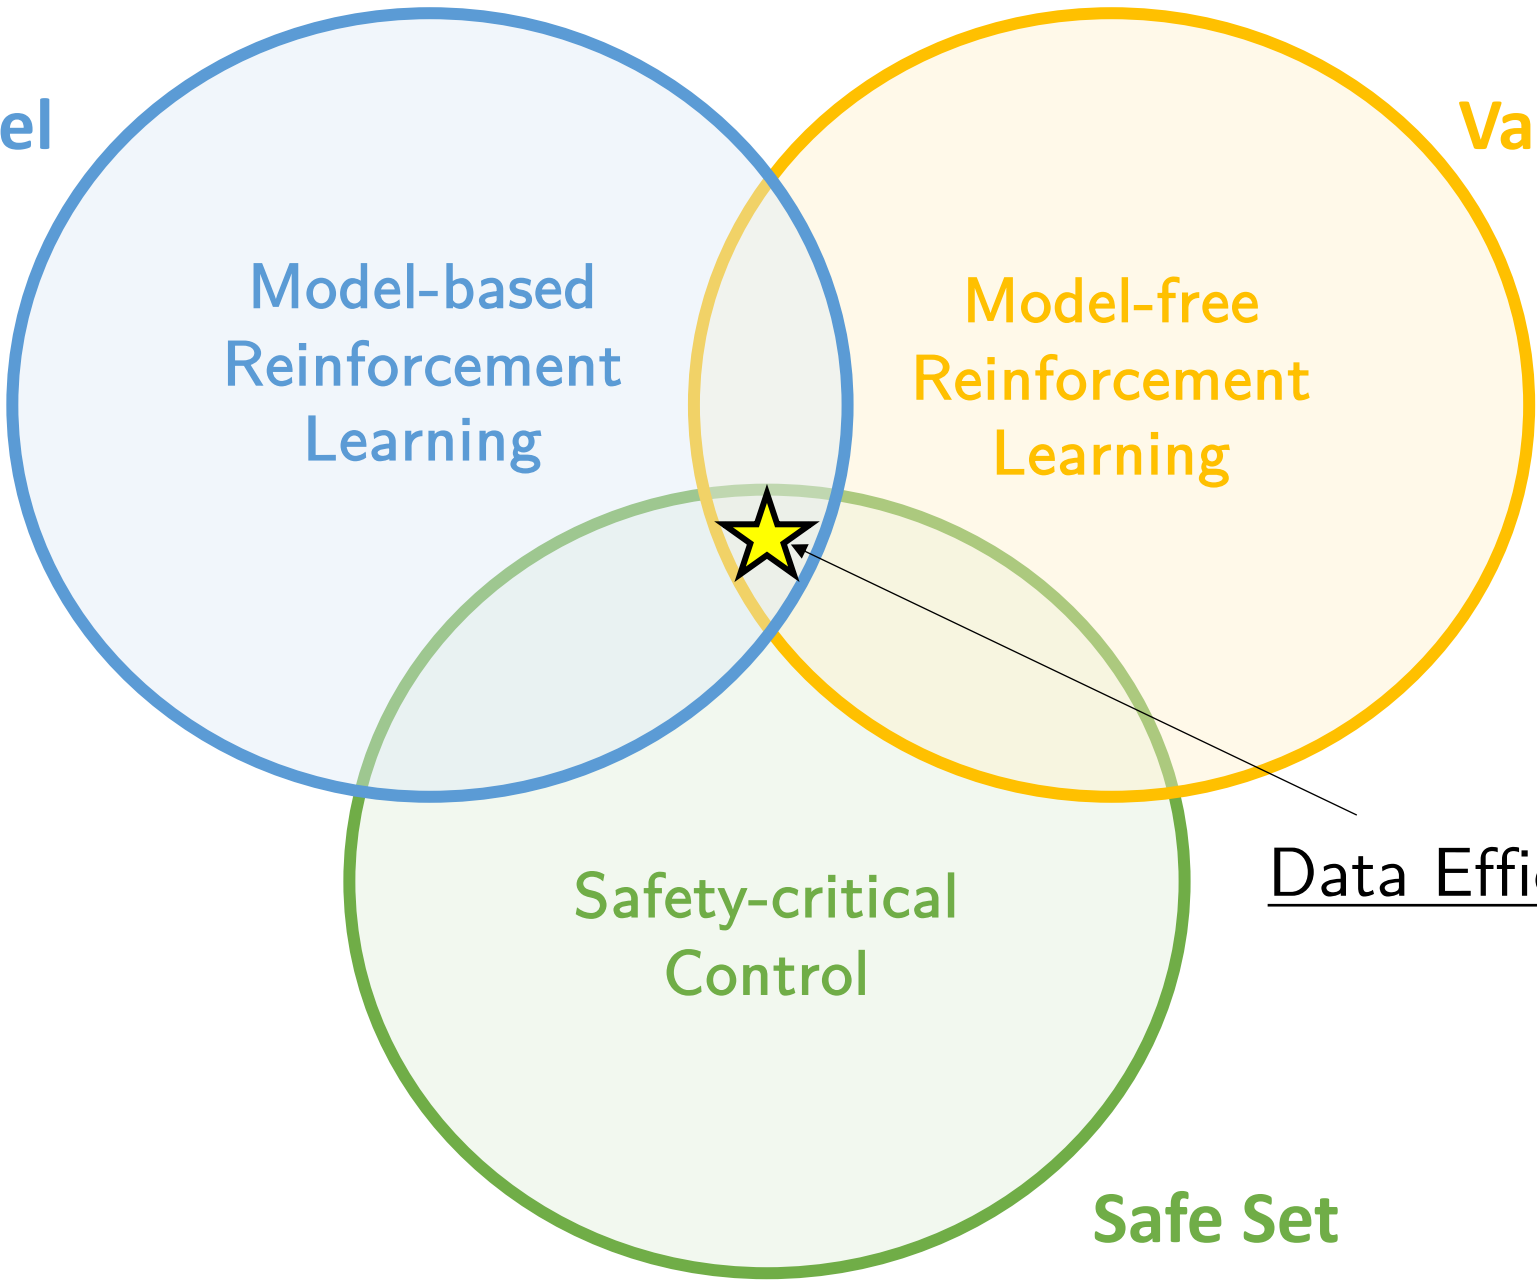 el
Va
Model-based
Reinforcement
Learning
Model-free
Reinforcement
Learning
Safety-critical
Control
Data Effi
Safe Set